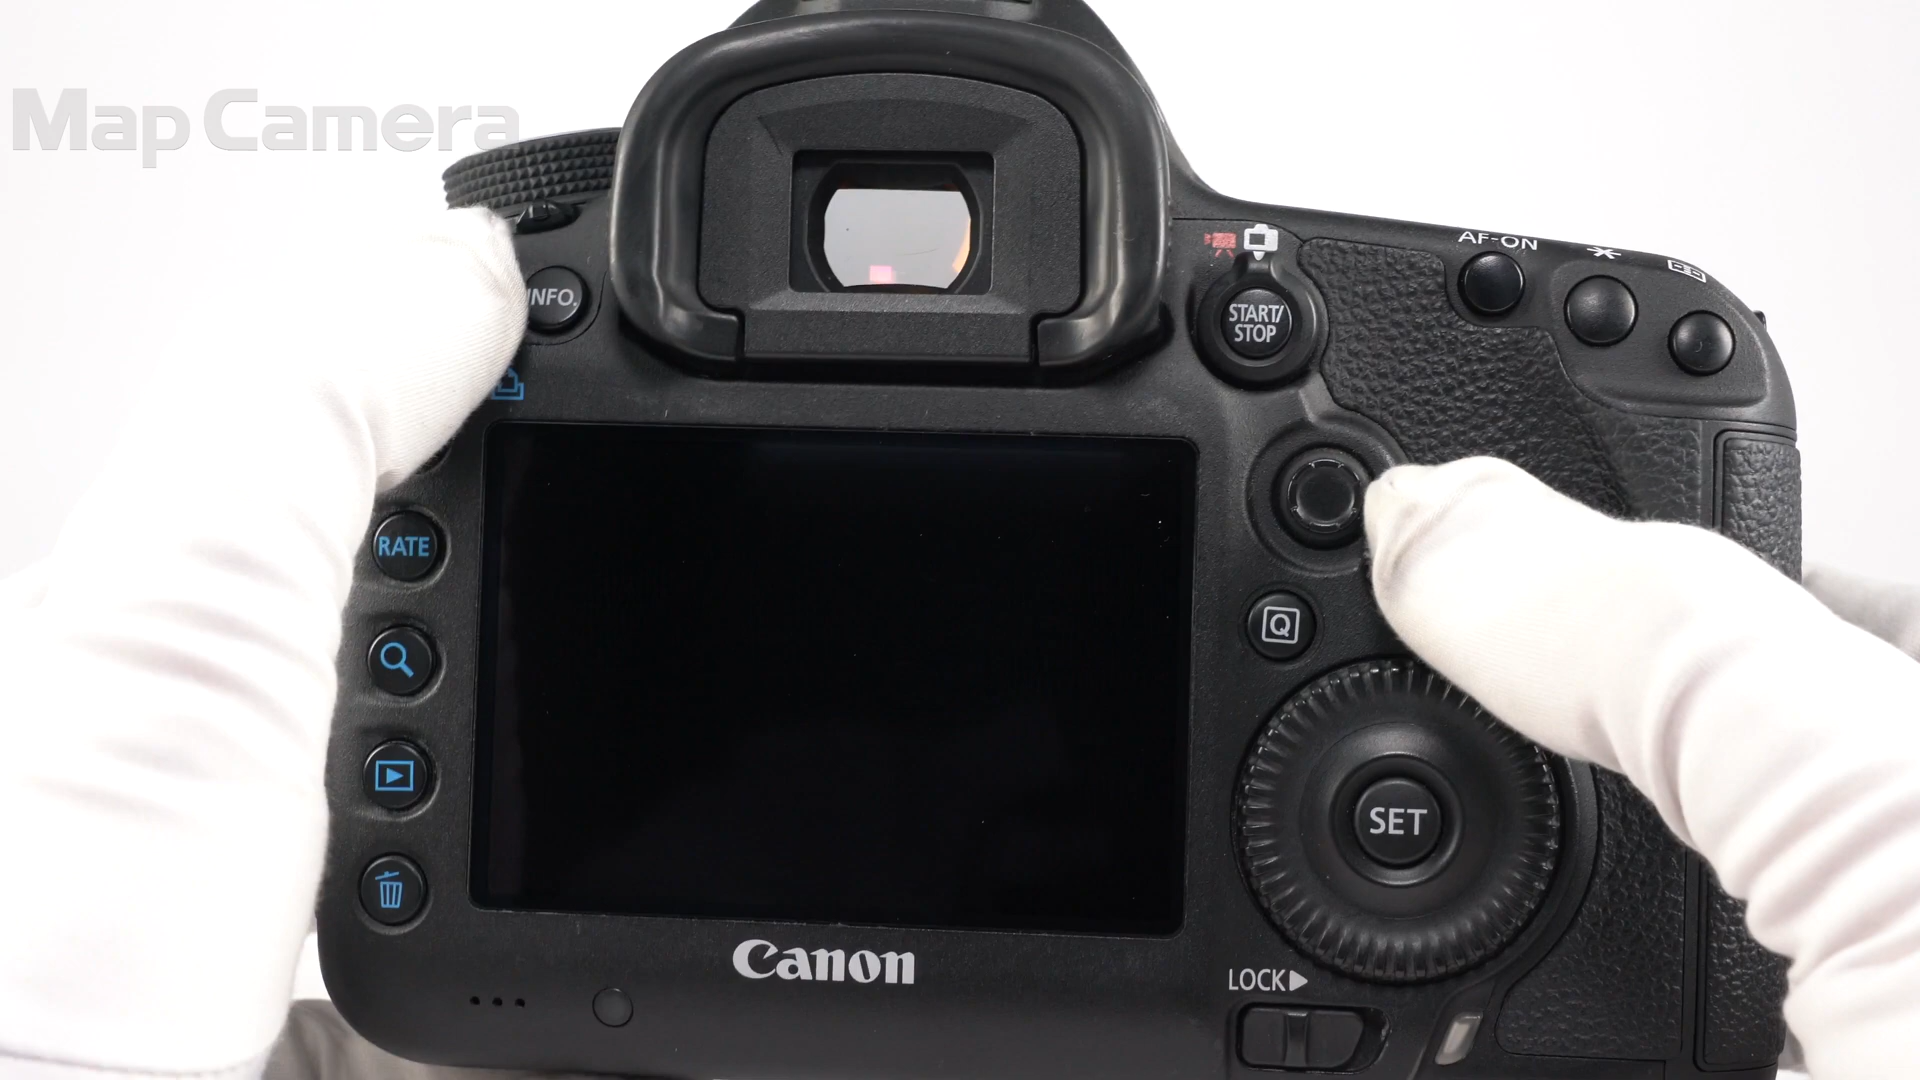 Map Camera
INFO.
AF-ON
START/
STOP
RATE
Q
SET
Canon
LOCK